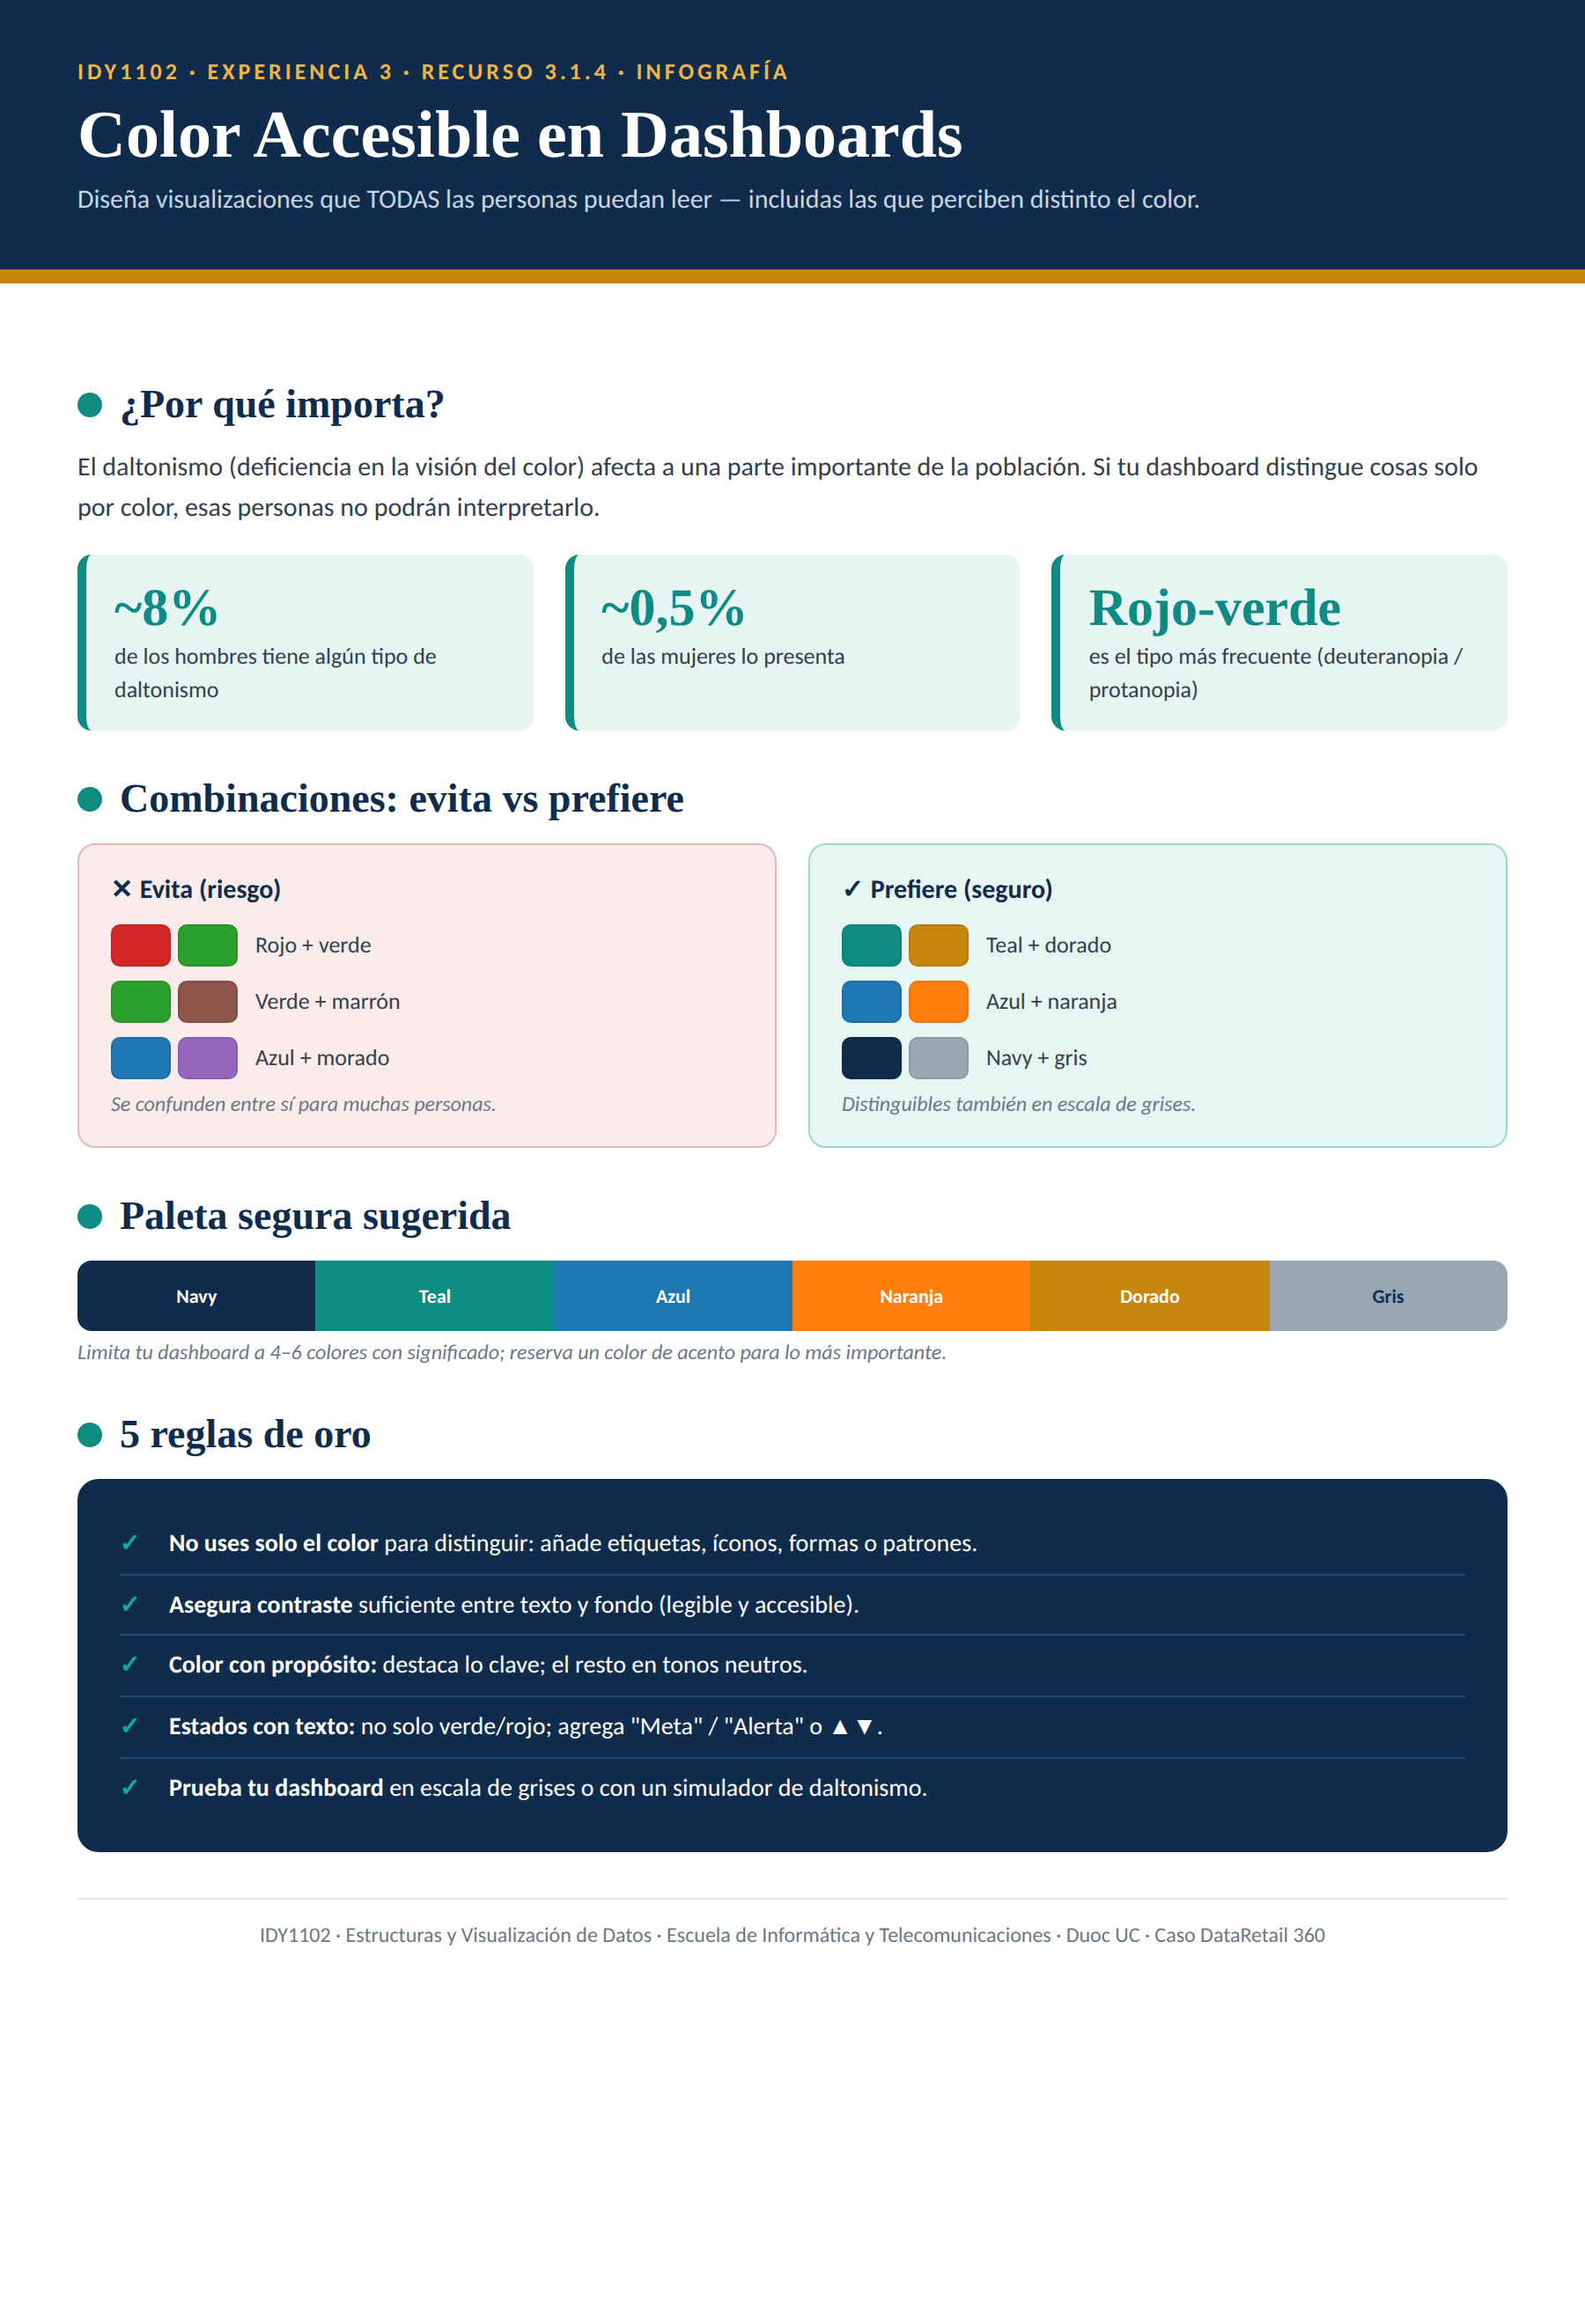 IDY1102 · EXPERIENCIA 3 · RECURSO 3.1.4 · INFOGRAFÍA
Color Accesible en Dashboards
Diseña visualizaciones que TODAS las personas puedan leer — incluidas las que perciben distinto el color.
¿Por qué importa?
El daltonismo (deficiencia en la visión del color) afecta a una parte importante de la población. Si tu dashboard distingue cosas solo
por color, esas personas no podrán interpretarlo.
~8%
de los hombres tiene algún tipo de
daltonismo
~0,5%
de las mujeres lo presenta
Rojo-verde
es el tipo más frecuente (deuteranopia /
protanopia)
Combinaciones: evita vs prefiere
✕ Evita (riesgo)
Rojo + verde
Verde + marrón
Azul + morado
Se confunden entre sí para muchas personas.
✓ Prefiere (seguro)
Teal + dorado
Azul + naranja
Navy + gris
Distinguibles también en escala de grises.
Paleta segura sugerida
Navy Teal Azul Naranja Dorado Gris
Limita tu dashboard a 4–6 colores con significado; reserva un color de acento para lo más importante.
5 reglas de oro
✓ No uses solo el color para distinguir: añade etiquetas, íconos, formas o patrones.
✓ Asegura contraste suficiente entre texto y fondo (legible y accesible).
✓ Color con propósito: destaca lo clave; el resto en tonos neutros.
✓ Estados con texto: no solo verde/rojo; agrega "Meta" / "Alerta" o ▲▼.
✓ Prueba tu dashboard en escala de grises o con un simulador de daltonismo.
IDY1102 · Estructuras y Visualización de Datos · Escuela de Informática y Telecomunicaciones · Duoc UC · Caso DataRetail 360